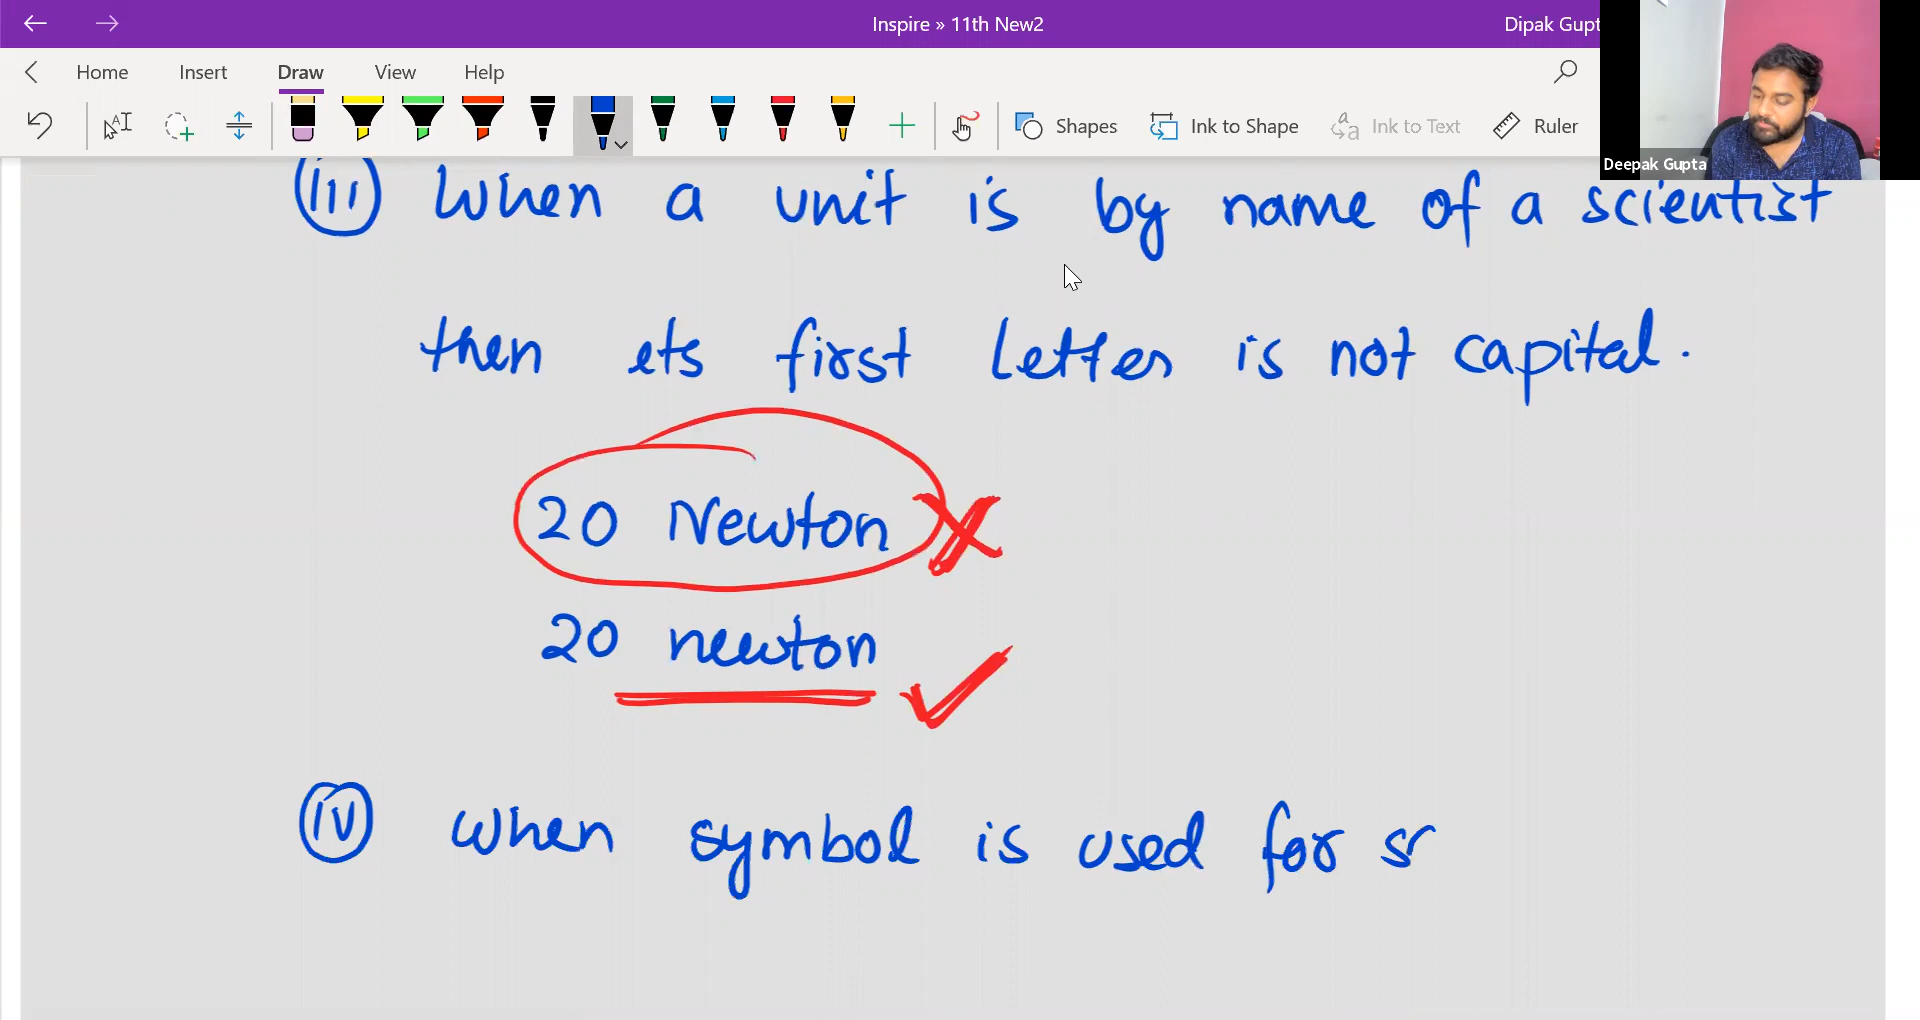 Inspire » 11th New2
Dipak Gupt
Home Insert Draw View Help
Shapes Ink to Shape Ink to Text Ruler
Deepak Gupta
(iii) When a unit is by name of a scientist
then ets first letter is not capital.
20 Newton
20 newton
(iv) when symbol is used for s